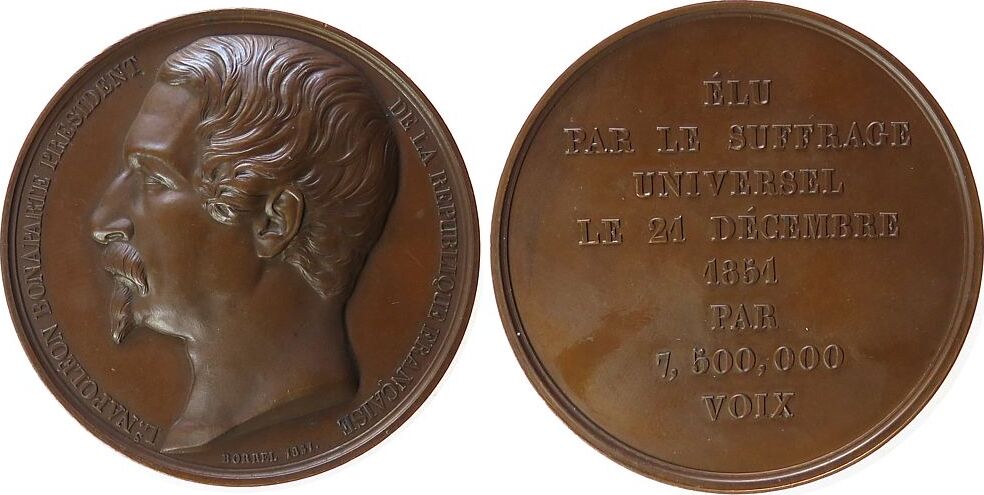 Ls. NAPOLEON BONAPARTE PRESIDENT DE LA REPUBLIQUE FRANÇAISE
BORREL 1851.
ÉLU
PAR LE SUFFRAGE
UNIVERSEL
LE 21 DÉCEMBRE
1851
PAR
7,500,000
VOIX